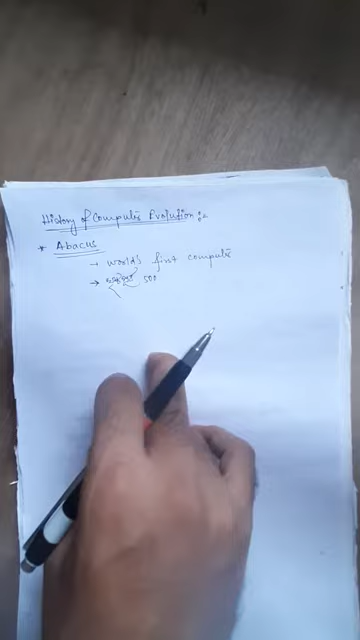 History of Computer Evolution :-
* Abacus
→ World's first computer
→ 500